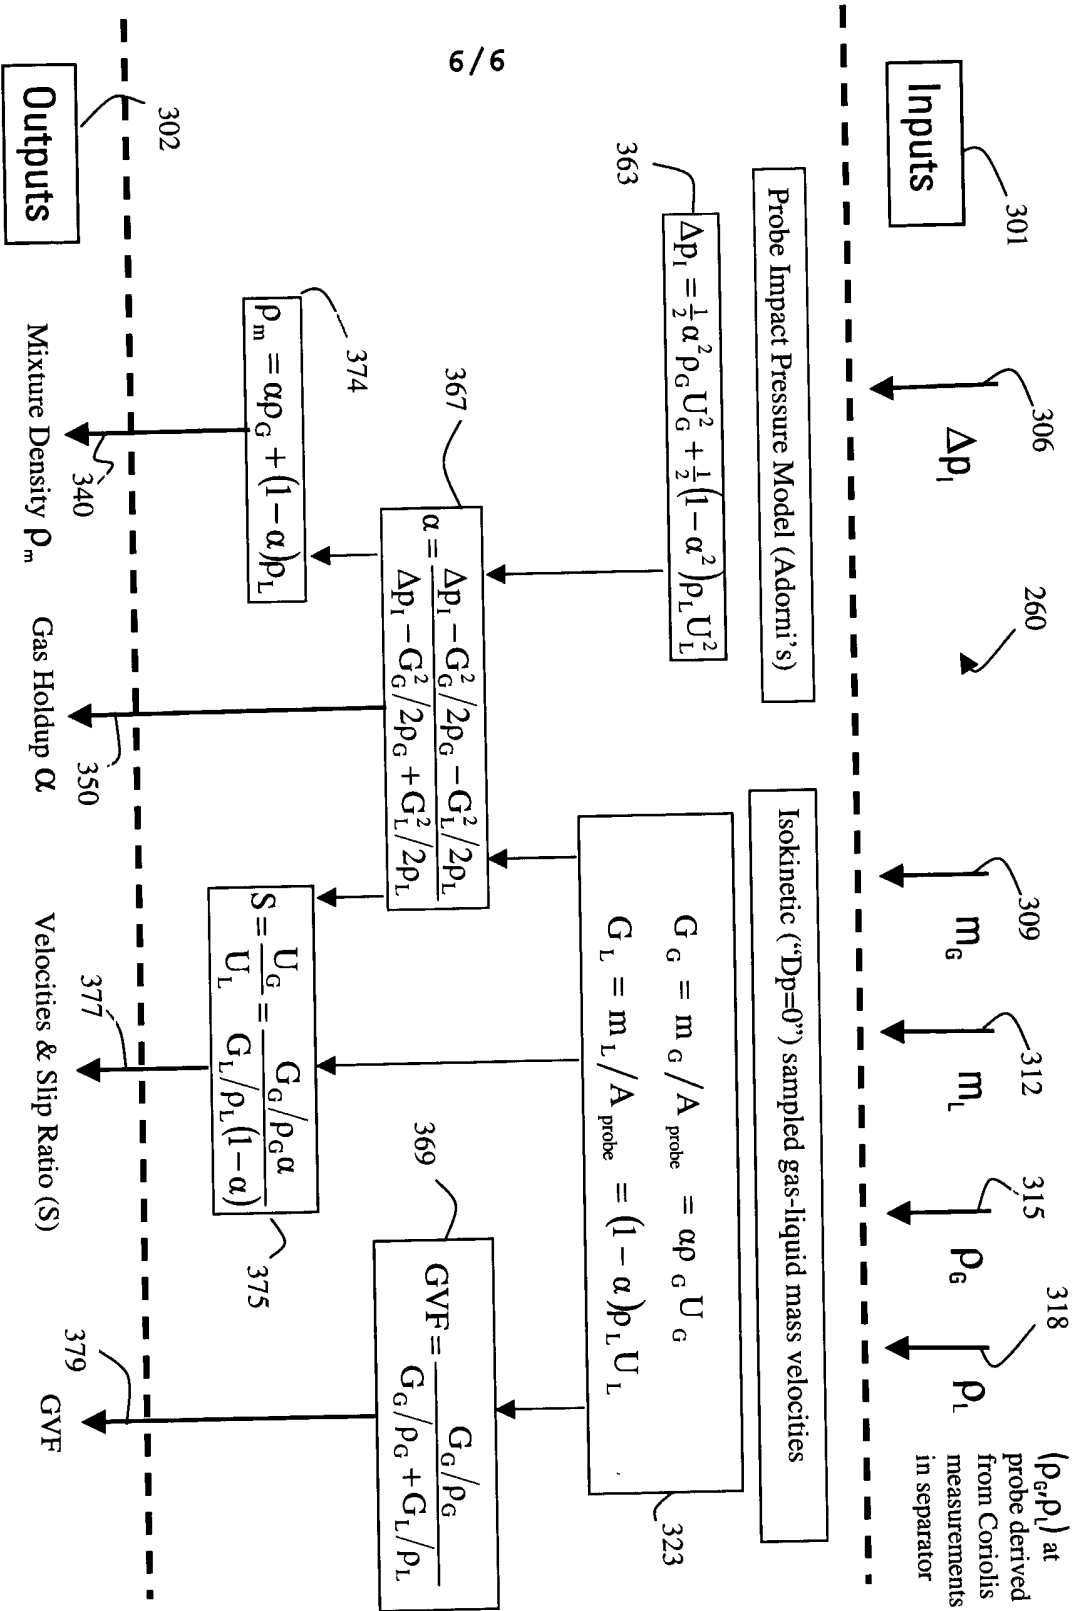 6/6
Inputs
301
306
Δp_I
260
309
m_G
312
m_L
315
ρ_G
318
ρ_L
(ρ_G, ρ_L) at
probe derived
from Coriolis
measurements
in separator
Probe Impact Pressure Model (Adorni's)
Isokinetic (“Dp=0”) sampled gas-liquid mass velocities
363
Δp_I = ½α²ρ_G U_G² + ½(1−α²)ρ_L U_L²
G_G = m_G/A_probe = αρ_G U_G
G_L = m_L/A_probe = (1 − α)ρ_L U_L
323
367
α = (Δp_I − G_G²/2ρ_G − G_L²/2ρ_L) / (Δp_I − G_G²/2ρ_G + G_L²/2ρ_L)
369
GVF = (G_G/ρ_G) / (G_G/ρ_G + G_L/ρ_L)
374
ρ_m = αρ_G + (1−α)ρ_L
S = U_G/U_L = (G_G/ρ_G α) / (G_L/ρ_L(1−α))
375
302
Outputs
340
Mixture Density ρ_m
350
Gas Holdup α
377
Velocities & Slip Ratio (S)
379
GVF